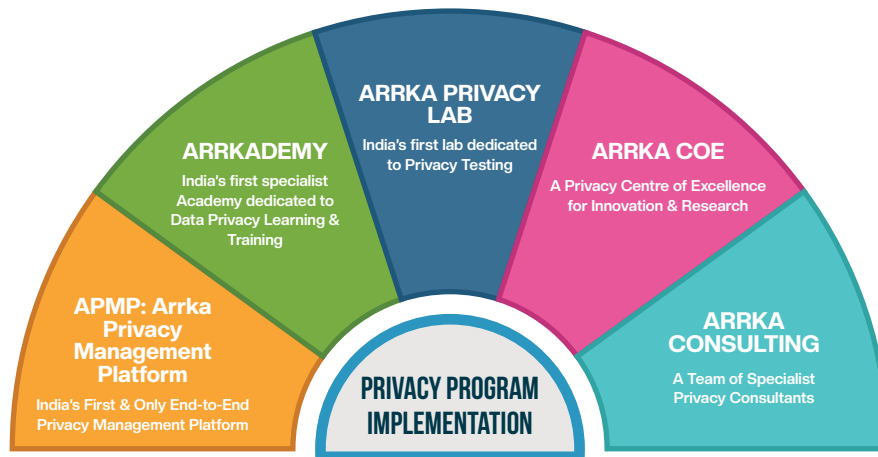 APMP: Arrka
Privacy
Management
Platform
India's First & Only End-to-End
Privacy Management Platform
ARRKADEMY
India's first specialist
Academy dedicated to
Data Privacy Learning &
Training
ARRKA PRIVACY
LAB
India's first lab dedicated
to Privacy Testing
ARRKA COE
A Privacy Centre of Excellence
for Innovation & Research
ARRKA
CONSULTING
A Team of Specialist
Privacy Consultants
PRIVACY PROGRAM
IMPLEMENTATION